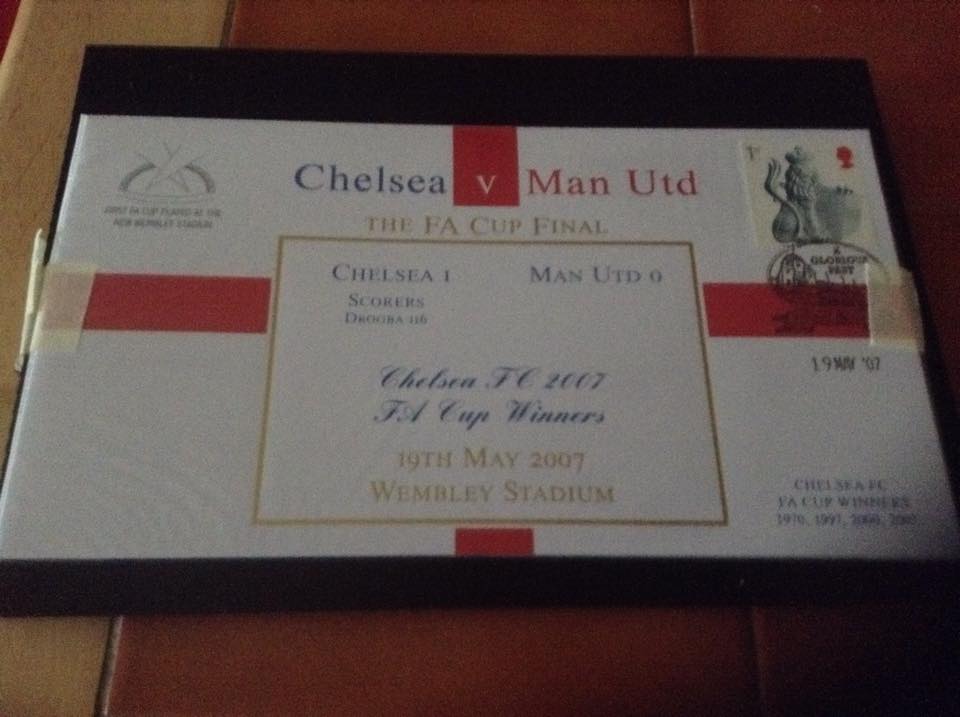 Chelsea v Man Utd
THE FA CUP FINAL
FIRST FA CUP PLAYED AT THE
NEW WEMBLEY STADIUM
1st
CHELSEA 1 MAN UTD 0
SCORERS
DROGBA 116
Chelsea FC 2007
FA Cup Winners
19TH MAY 2007
WEMBLEY STADIUM
A
GLORIOUS
PAST
19 MAY '07
CHELSEA FC
FA CUP WINNERS
1970, 1997, 2000, 2007